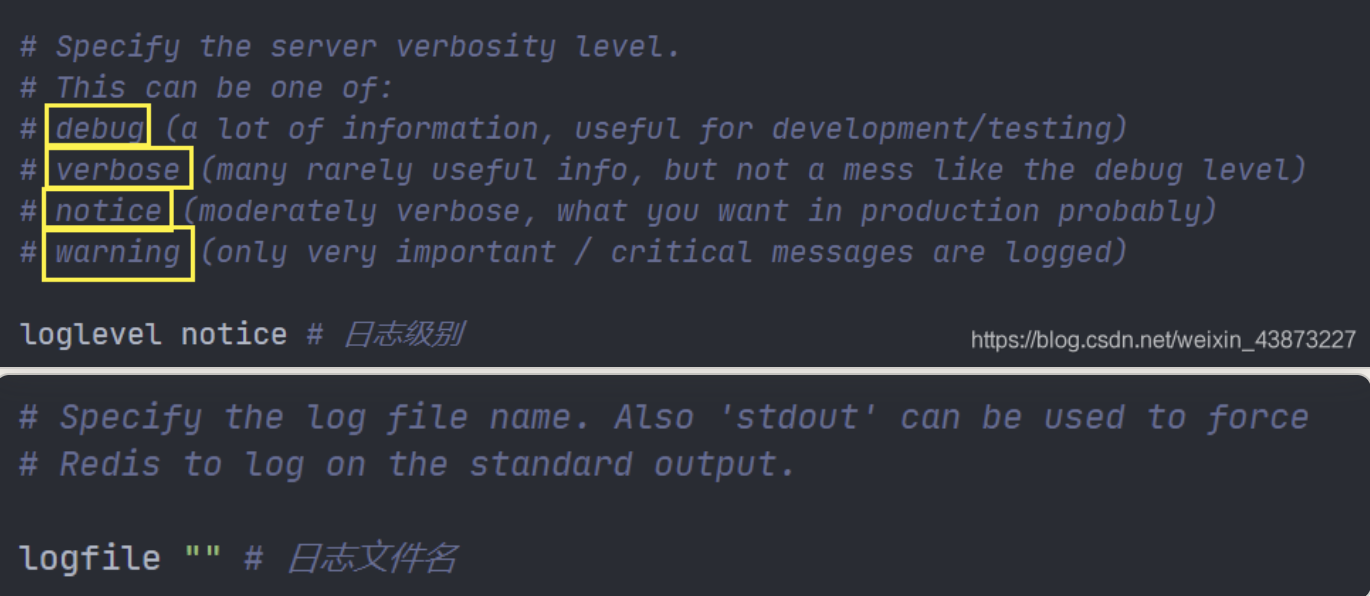 # Specify the server verbosity level.
# This can be one of:
# debug (a lot of information, useful for development/testing)
# verbose (many rarely useful info, but not a mess like the debug level)
# notice (moderately verbose, what you want in production probably)
# warning (only very important / critical messages are logged)
loglevel notice # 日志级别
https://blog.csdn.net/weixin_43873227
# Specify the log file name. Also 'stdout' can be used to force
# Redis to log on the standard output.
logfile "" # 日志文件名